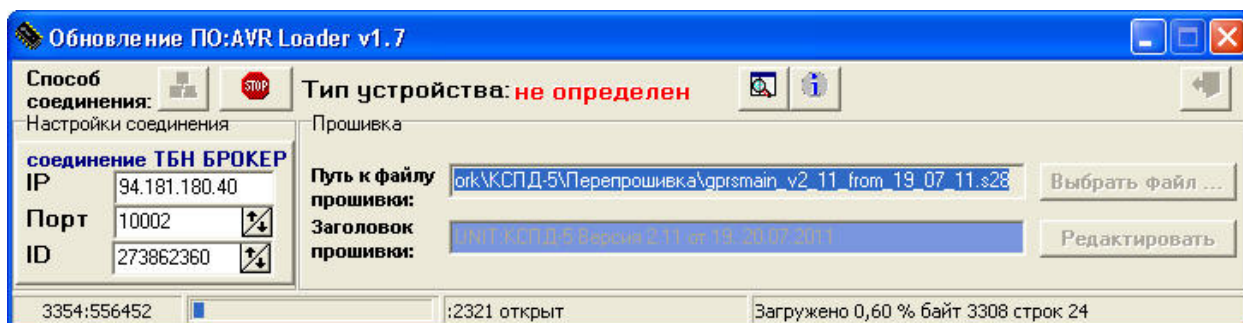 Обновление ПО:AVR Loader v1.7
Способ соединения: STOP Тип устройства: не определен
Настройки соединения Прошивка
соединение ТБН БРОКЕР
IP 94.181.180.40
Путь к файлу прошивки: ork\КСПД-5\Перепрошивка\gprsmain_v2_11_from_19_07_11.s28 Выбрать файл ...
Порт 10002
Заголовок прошивки: UNIT:КСПД-5 Версия 2.11 от 19..20.07.2011 Редактировать
ID 273862360
3354:556452 :2321 открыт Загружено 0,60 % байт 3308 строк 24